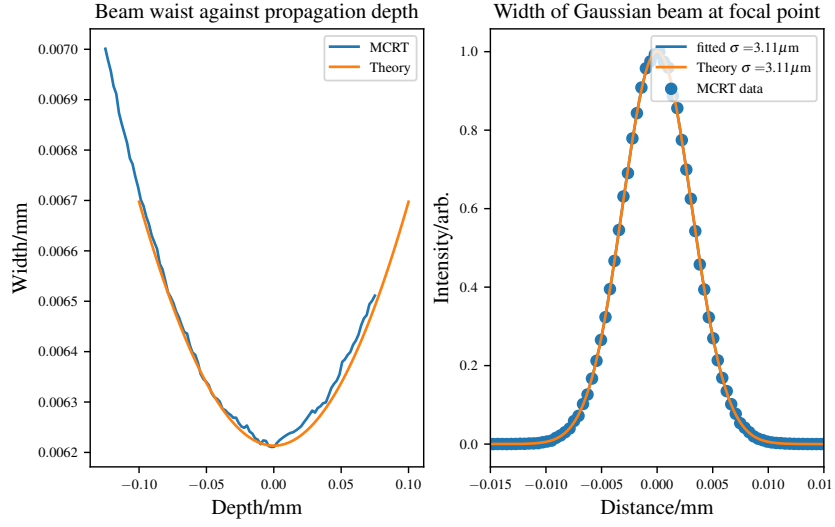 Beam waist against propagation depth
MCRT
Theory
0.0070
0.0069
0.0068
0.0067
0.0066
0.0065
0.0064
0.0063
0.0062
Width/mm
−0.10
−0.05
0.00
0.05
0.10
Depth/mm
Width of Gaussian beam at focal point
fitted σ =3.11μm
Theory σ =3.11μm
MCRT data
1.0
0.8
0.6
0.4
0.2
0.0
Intensity/arb.
−0.015
−0.010
−0.005
0.000
0.005
0.010
0.01
Distance/mm